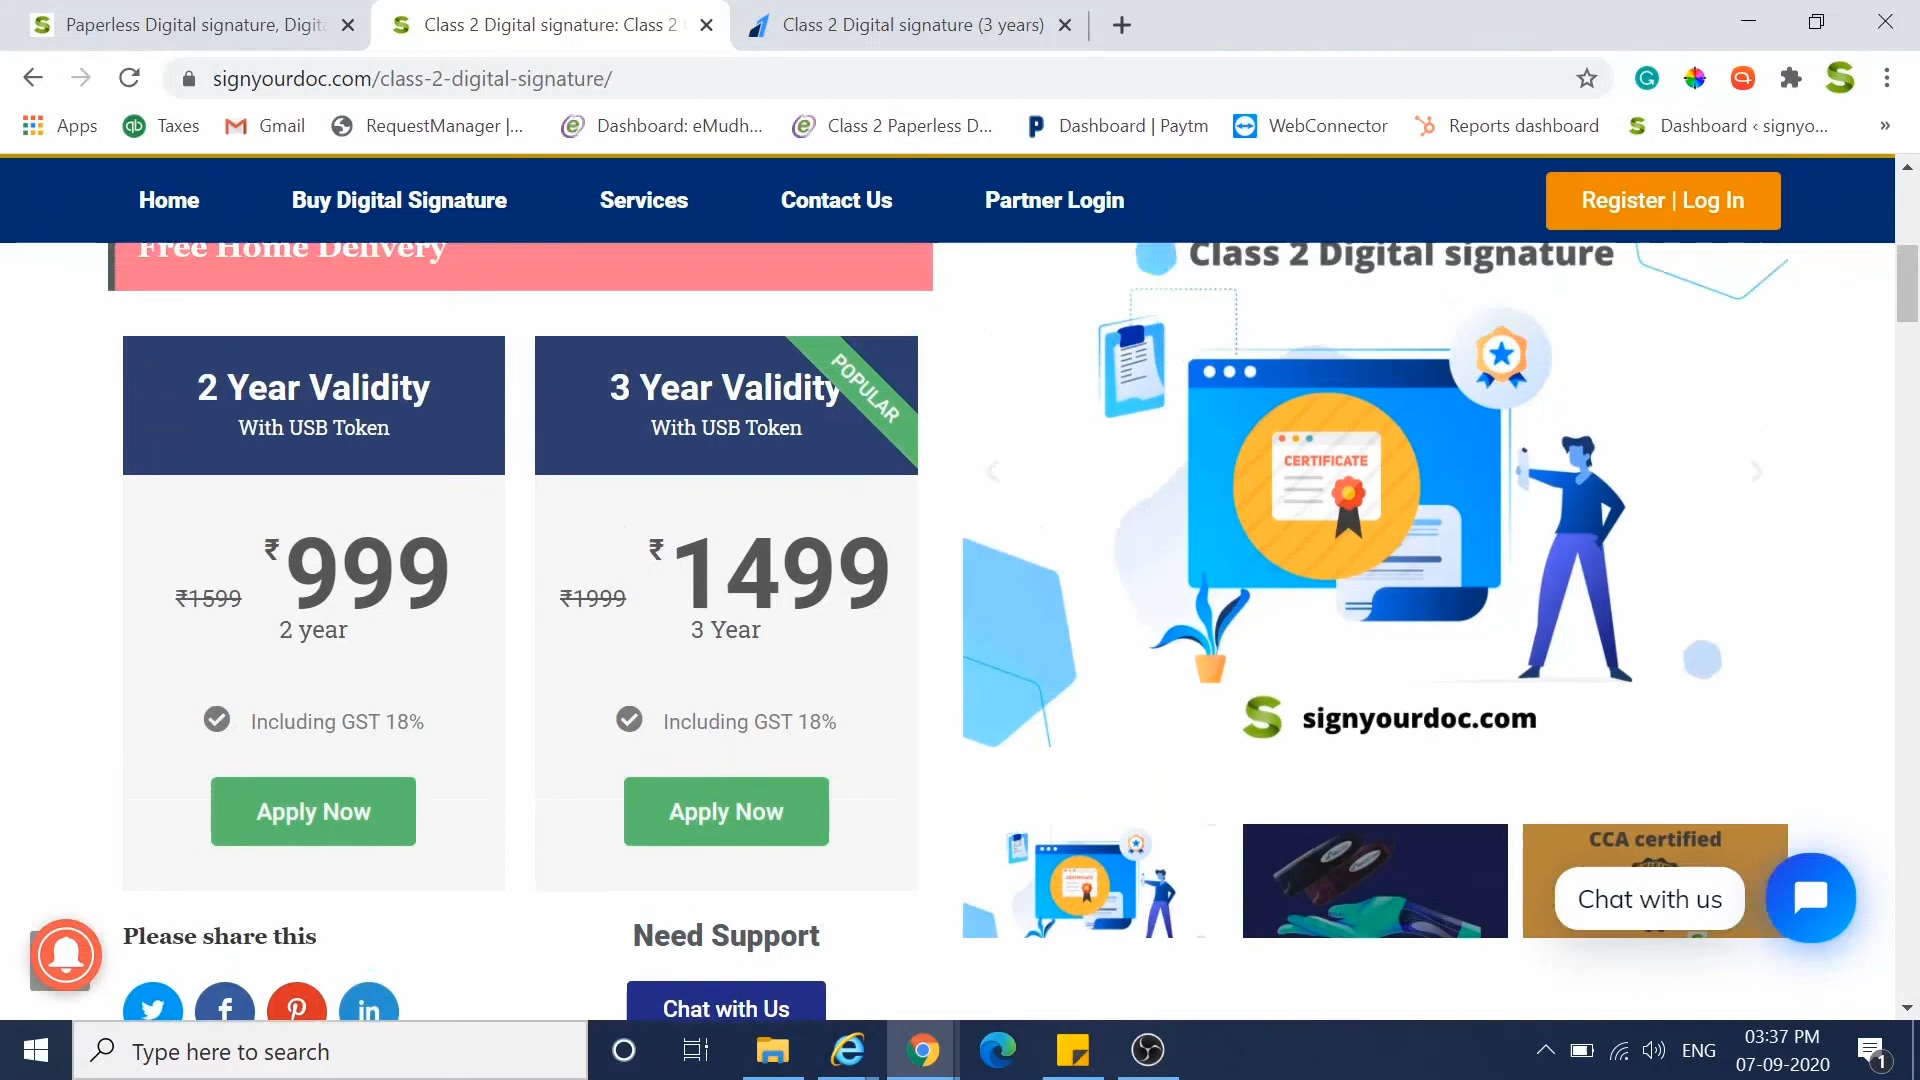 Paperless Digital signature, Digita
Class 2 Digital signature: Class 2
Class 2 Digital signature (3 years)
signyourdoc.com/class-2-digital-signature/
Apps
Taxes
Gmail
RequestManager |...
Dashboard: eMudh...
Class 2 Paperless D...
Dashboard | Paytm
WebConnector
Reports dashboard
Dashboard ‹ signyo...
»
Home
Buy Digital Signature
Services
Contact Us
Partner Login
Register | Log In
Free Home Delivery
2 Year Validity
With USB Token
₹1599
₹999
2 year
Including GST 18%
Apply Now
3 Year Validity
With USB Token
POPULAR
₹1999
₹1499
3 Year
Including GST 18%
Apply Now
Class 2 Digital signature
CERTIFICATE
signyourdoc.com
CCA certified
Chat with us
Please share this
Need Support
Chat with Us
Type here to search
ENG
03:37 PM
07-09-2020
1